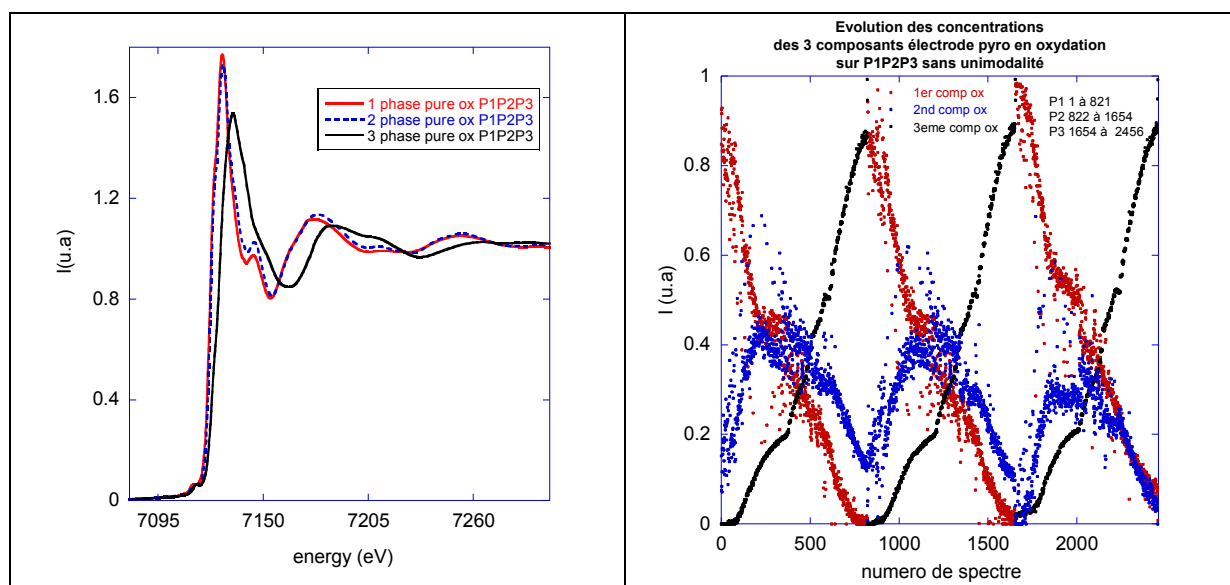 1.6
1.2
0.8
0.4
0
I(u.a)
7095 7150 7205 7260
energy (eV)
1 phase pure ox P1P2P3
2 phase pure ox P1P2P3
3 phase pure ox P1P2P3
Evolution des concentrations
des 3 composants électrode pyro en oxydation
sur P1P2P3 sans unimodalité
1
0.8
0.6
0.4
0.2
0
I (u.a)
1er comp ox
2nd comp ox
3eme comp ox
P1 1 à 821
P2 822 à 1654
P3 1654 à 2456
0 500 1000 1500 2000
numero de spectre